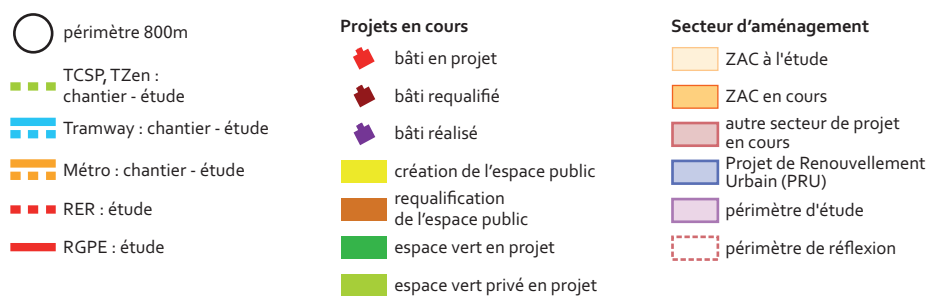 périmètre 800m
TCSP, TZen :
chantier - étude
Tramway : chantier - étude
Métro : chantier - étude
RER : étude
RGPE : étude
Projets en cours
bâti en projet
bâti requalifié
bâti réalisé
création de l'espace public
requalification
de l'espace public
espace vert en projet
espace vert privé en projet
Secteur d'aménagement
ZAC à l'étude
ZAC en cours
autre secteur de projet
en cours
Projet de Renouvellement
Urbain (PRU)
périmètre d'étude
périmètre de réflexion